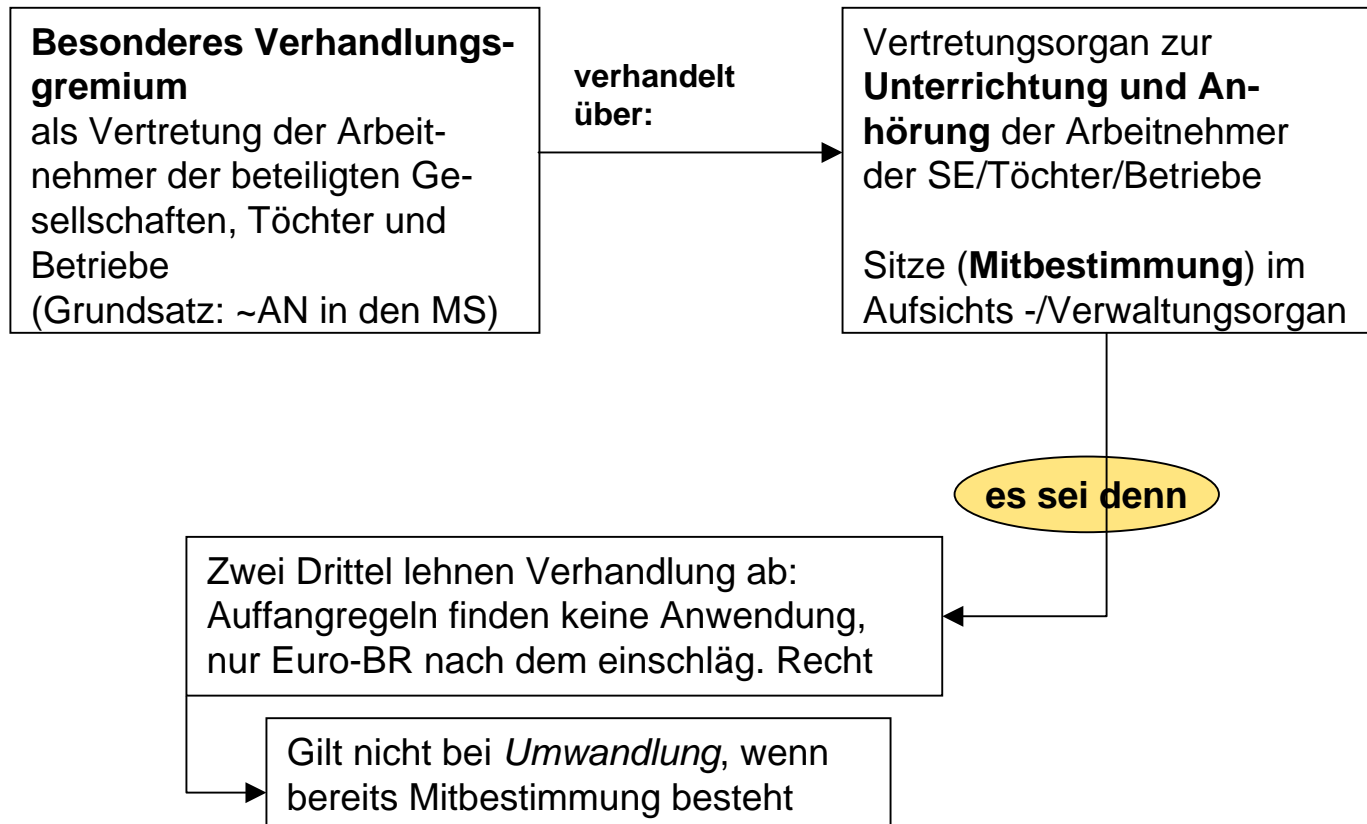 Besonderes Verhandlungs-
gremium
als Vertretung der Arbeit-
nehmer der beteiligten Ge-
sellschaften, Töchter und
Betriebe
(Grundsatz: ~AN in den MS)
verhandelt
über:
Vertretungsorgan zur
Unterrichtung und An-
hörung der Arbeitnehmer
der SE/Töchter/Betriebe
Sitze (Mitbestimmung) im
Aufsichts -/Verwaltungsorgan
es sei denn
Zwei Drittel lehnen Verhandlung ab:
Auffangregeln finden keine Anwendung,
nur Euro-BR nach dem einschläg. Recht
Gilt nicht bei Umwandlung, wenn
bereits Mitbestimmung besteht